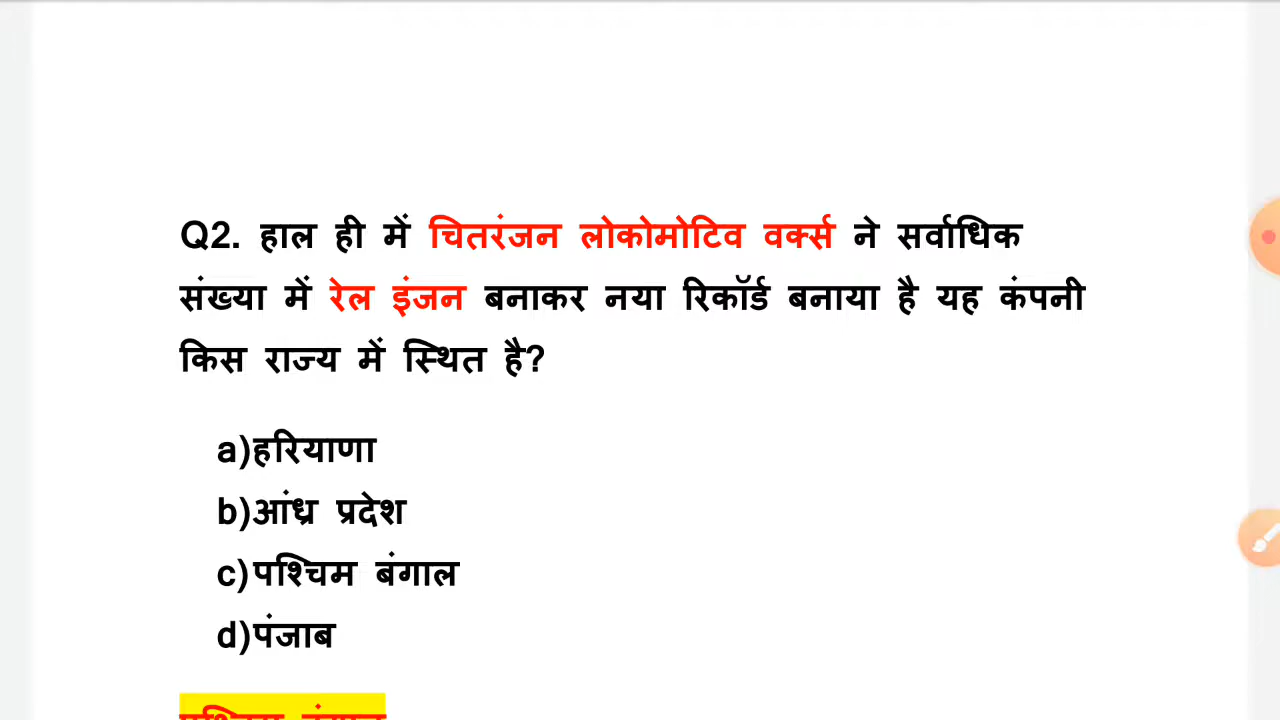 Q2. हाल ही में चितरंजन लोकोमोटिव वर्क्स ने सर्वाधिक
संख्या में रेल इंजन बनाकर नया रिकॉर्ड बनाया है यह कंपनी
किस राज्य में स्थित है?
a)हरियाणा
b)आंध्र प्रदेश
c)पश्चिम बंगाल
d)पंजाब